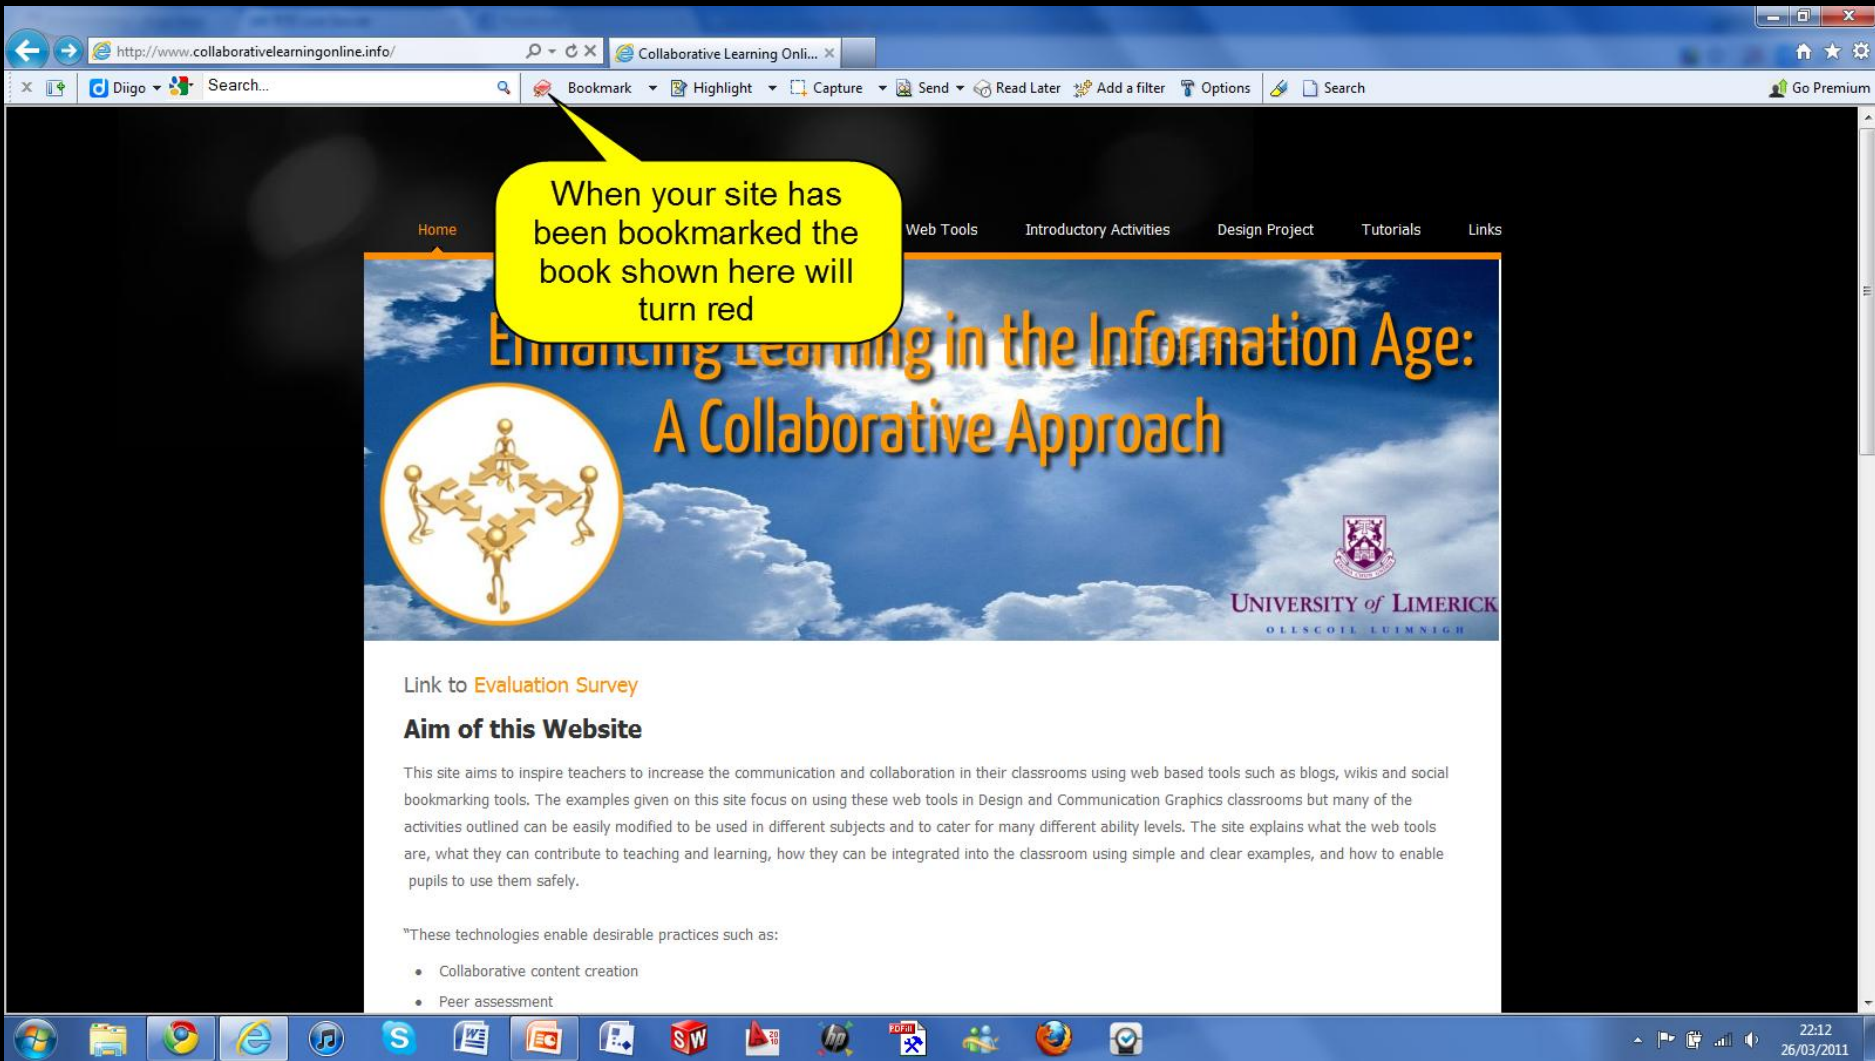 http://www.collaborativelearningonline.info/
Collaborative Learning Onli...
Diigo
Search...
Bookmark
Highlight
Capture
Send
Read Later
Add a filter
Options
Search
Go Premium
When your site has
been bookmarked the
book shown here will
turn red
Home
Web Tools
Introductory Activities
Design Project
Tutorials
Links
Enhancing Learning in the Information Age:
A Collaborative Approach
UNIVERSITY of LIMERICK
OLLSCOIL LUIMNIGH
Link to Evaluation Survey
Aim of this Website
This site aims to inspire teachers to increase the communication and collaboration in their classrooms using web based tools such as blogs, wikis and social
bookmarking tools. The examples given on this site focus on using these web tools in Design and Communication Graphics classrooms but many of the
activities outlined can be easily modified to be used in different subjects and to cater for many different ability levels. The site explains what the web tools
are, what they can contribute to teaching and learning, how they can be integrated into the classroom using simple and clear examples, and how to enable
pupils to use them safely.
"These technologies enable desirable practices such as:
• Collaborative content creation
• Peer assessment
22:12
26/03/2011